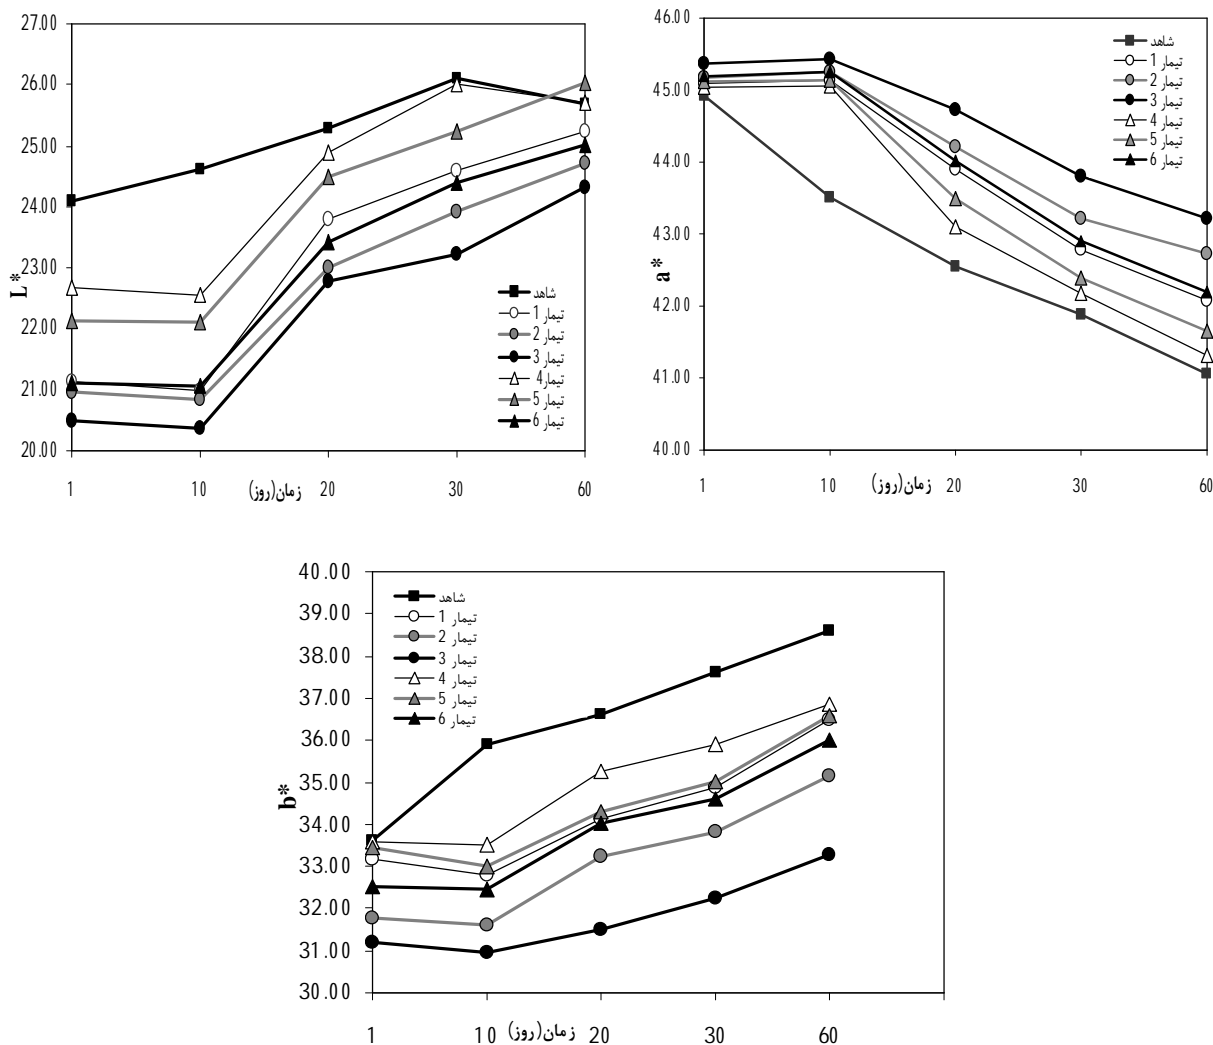 27.00
26.00
25.00
24.00
23.00
22.00
21.00
20.00
L*
شاهد
تیمار 1
تیمار 2
تیمار 3
تیمار 4
تیمار 5
تیمار 6
1 10 20 30 60
زمان(روز)
46.00
45.00
44.00
43.00
42.00
41.00
40.00
a*
شاهد
تیمار 1
تیمار 2
تیمار 3
تیمار 4
تیمار 5
تیمار 6
1 10 20 30 60
زمان(روز)
40.00
39.00
38.00
37.00
36.00
35.00
34.00
33.00
32.00
31.00
30.00
b*
شاهد
تیمار 1
تیمار 2
تیمار 3
تیمار 4
تیمار 5
تیمار 6
1 10 20 30 60
زمان(روز)